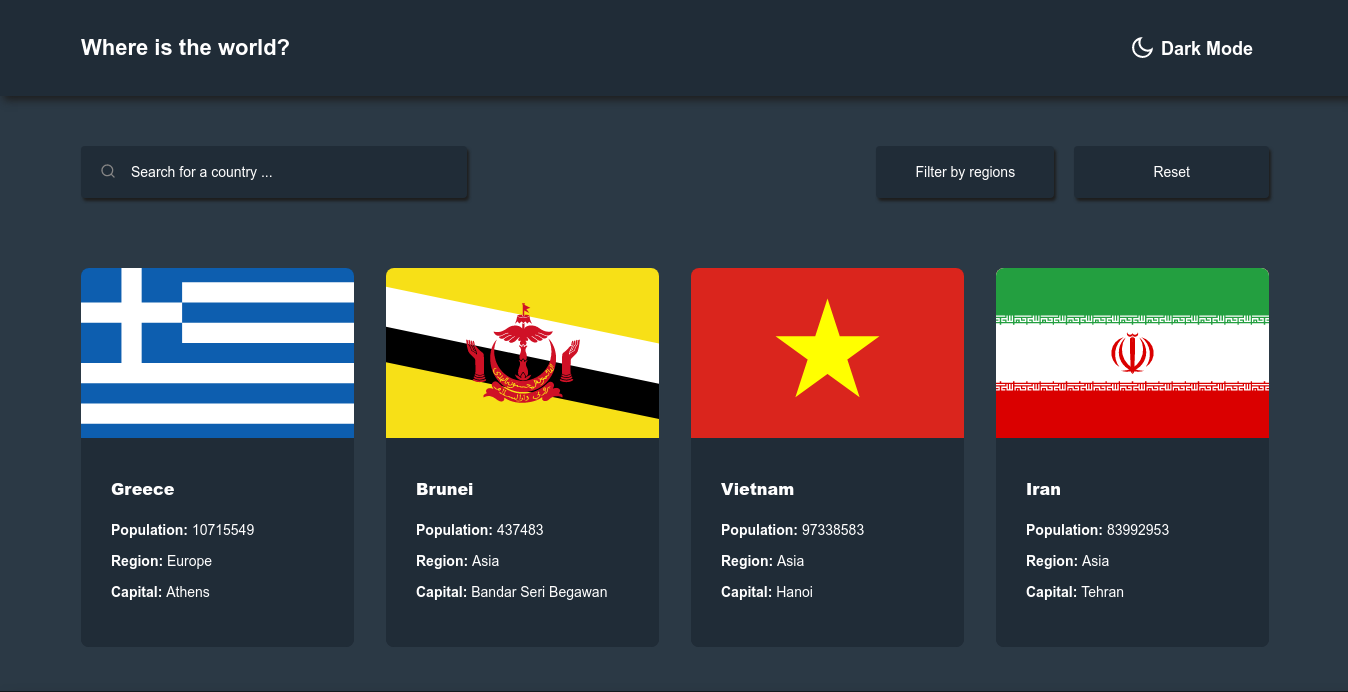 Where is the world?
Dark Mode
Search for a country ...
Filter by regions
Reset
Greece
Population: 10715549
Region: Europe
Capital: Athens
Brunei
Population: 437483
Region: Asia
Capital: Bandar Seri Begawan
Vietnam
Population: 97338583
Region: Asia
Capital: Hanoi
Iran
Population: 83992953
Region: Asia
Capital: Tehran